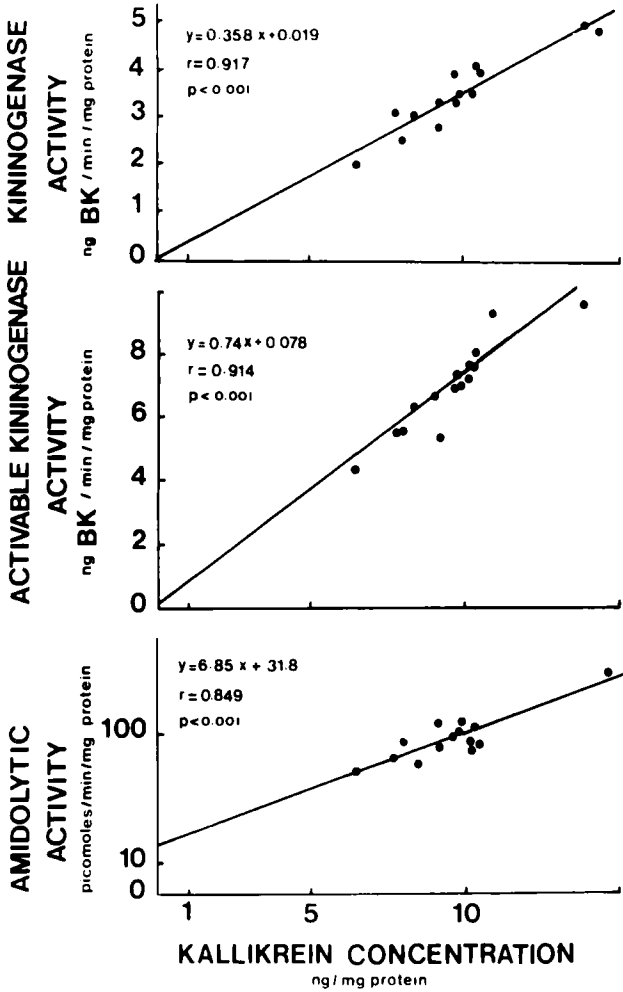 KININOGENASE
ACTIVITY
ng BK / min / mg protein
5
4
3
2
1
0
y=0.358 x+0.019
r=0.917
p<0.001
ACTIVABLE KININOGENASE
ACTIVITY
ng BK / min / mg protein
8
6
4
2
0
y=0.74x+0.078
r=0.914
p<0.001
AMIDOLYTIC
ACTIVITY
picomoles/min/mg protein
100
10
0
y=6.85 x + 31.8
r=0.849
p<0.001
1 5 10
KALLIKREIN CONCENTRATION
ng/mg protein